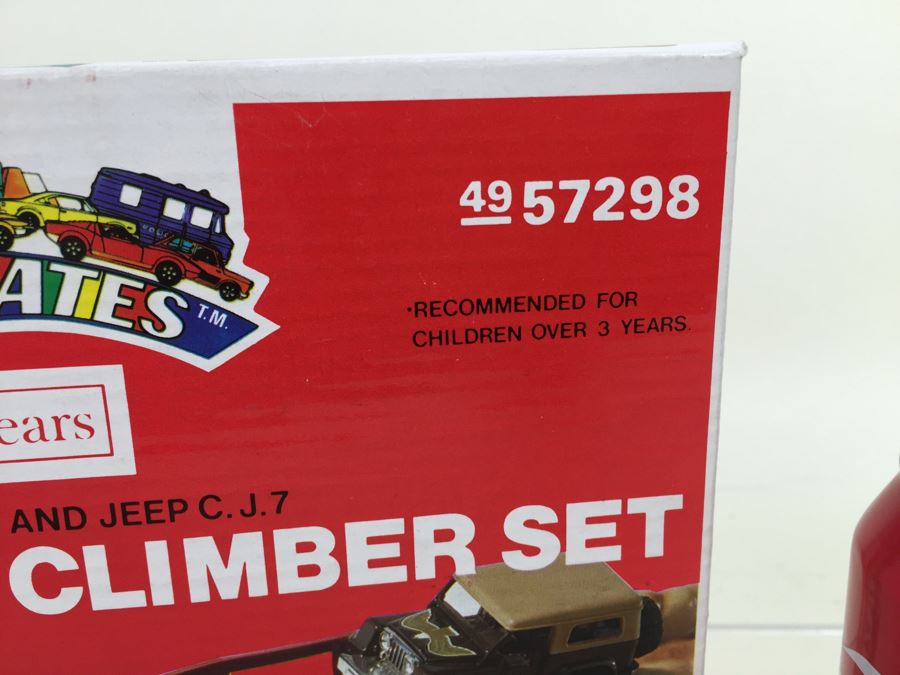 49 57298
ATES T.M.
·RECOMMENDED FOR
CHILDREN OVER 3 YEARS.
ears
AND JEEP C.J.7
CLIMBER SET